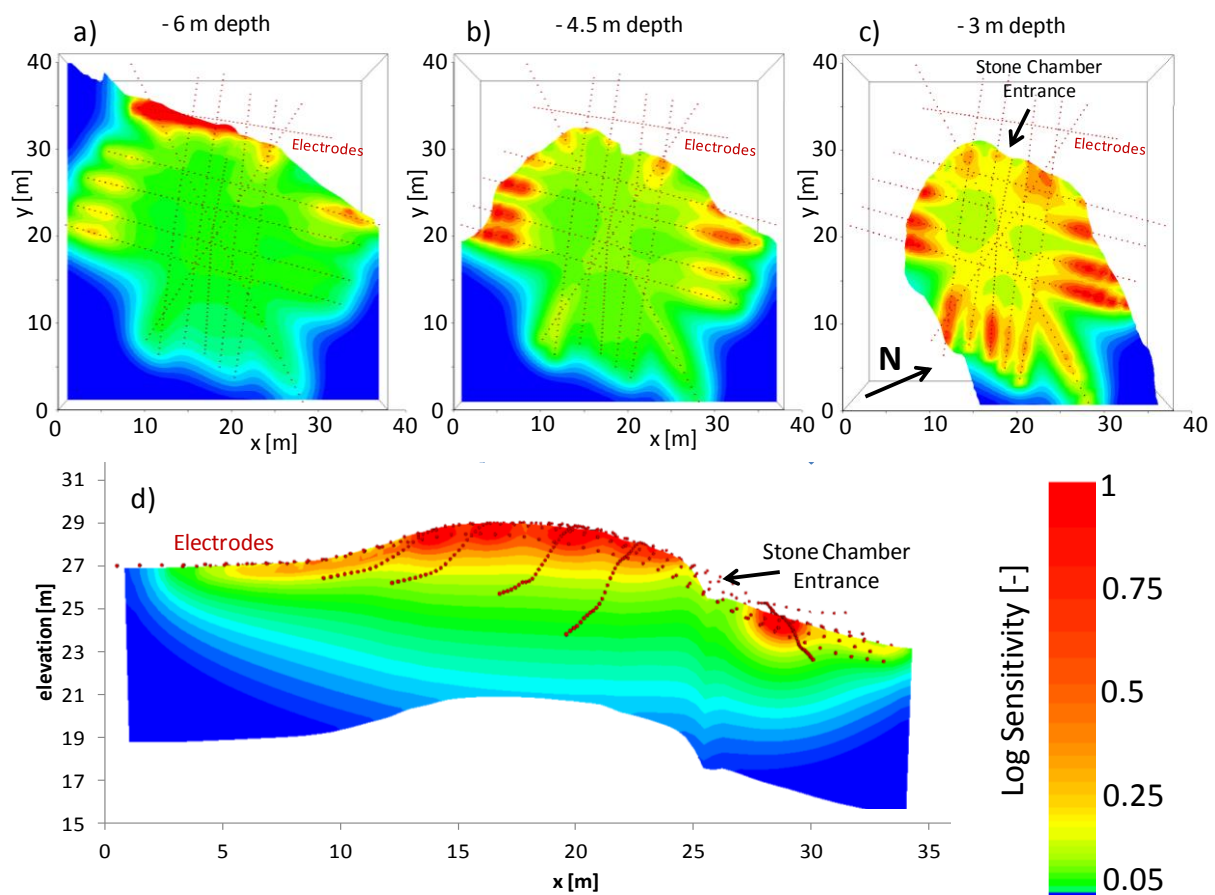 a)
- 6 m depth
b)
- 4.5 m depth
c)
- 3 m depth
40
30
20
10
0
y [m]
Electrodes
0
10
20
30
40
x [m]
40
30
20
10
0
y [m]
Electrodes
0
10
20
30
40
x [m]
40
30
20
10
0
y [m]
Stone Chamber
Entrance
Electrodes
N
0
10
20
30
40
x [m]
d)
31
29
27
25
23
21
19
17
15
elevation [m]
Electrodes
Stone Chamber
Entrance
0
5
10
15
20
25
30
35
x [m]
Log Sensitivity [-]
1
0.75
0.5
0.25
0.05